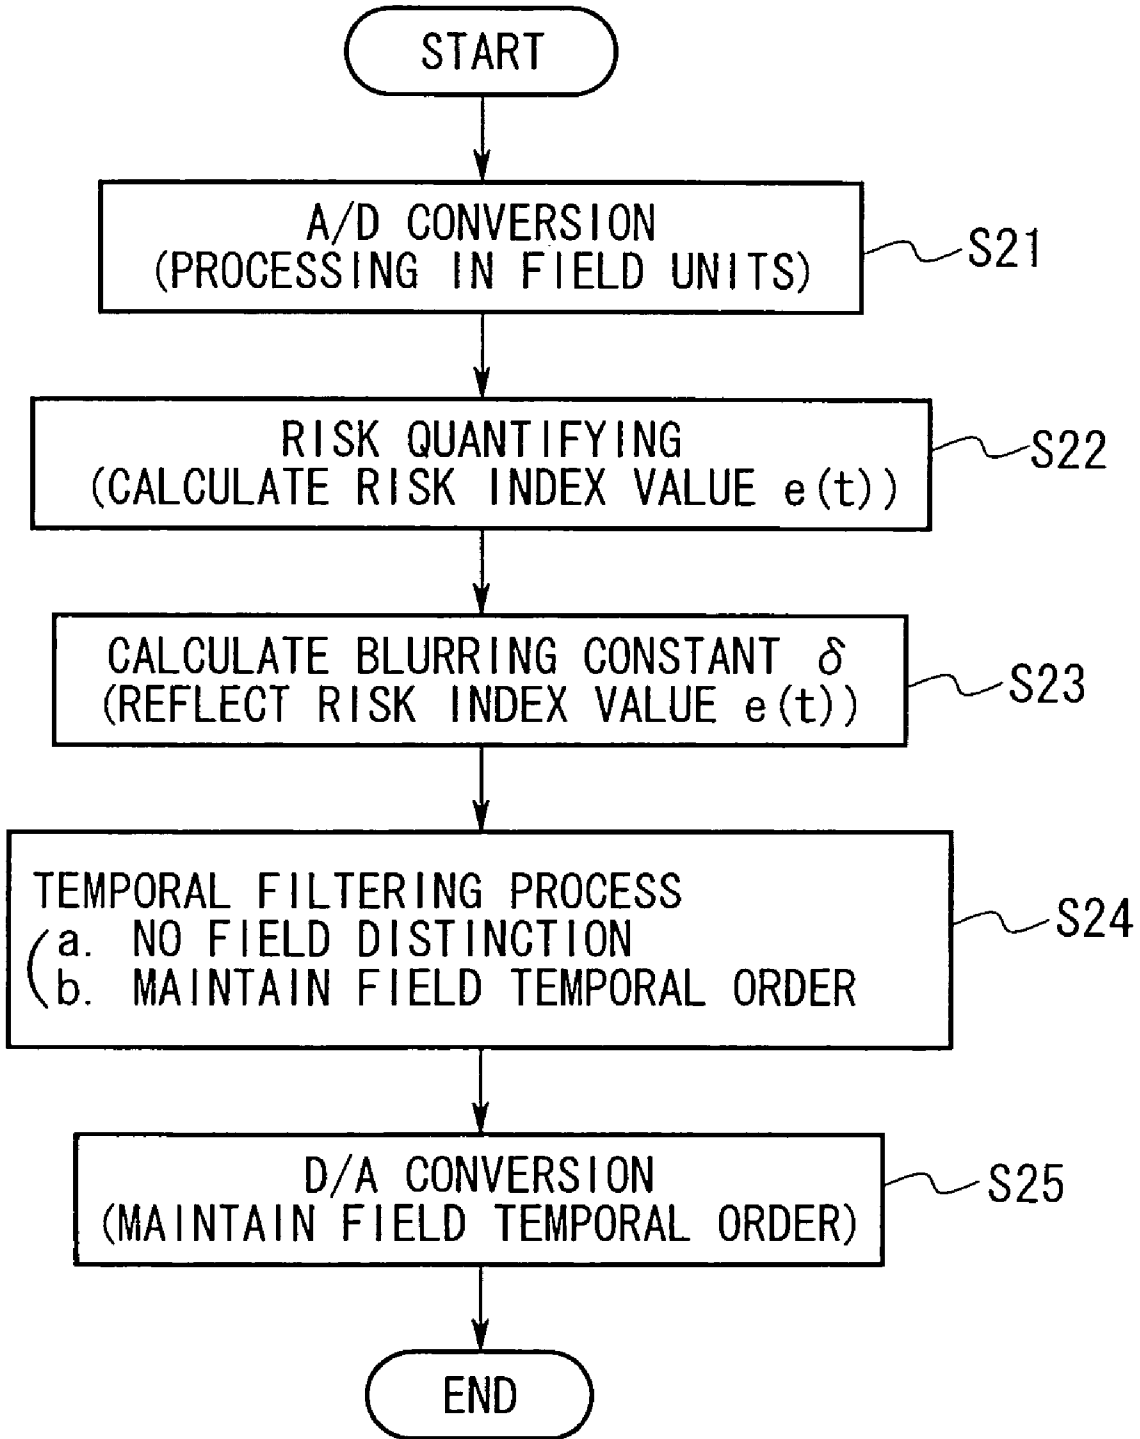 START
A/D CONVERSION
(PROCESSING IN FIELD UNITS)
S21
RISK QUANTIFYING
(CALCULATE RISK INDEX VALUE e(t))
S22
CALCULATE BLURRING CONSTANT δ
(REFLECT RISK INDEX VALUE e(t))
S23
TEMPORAL FILTERING PROCESS
(a. NO FIELD DISTINCTION
b. MAINTAIN FIELD TEMPORAL ORDER
S24
D/A CONVERSION
(MAINTAIN FIELD TEMPORAL ORDER)
S25
END